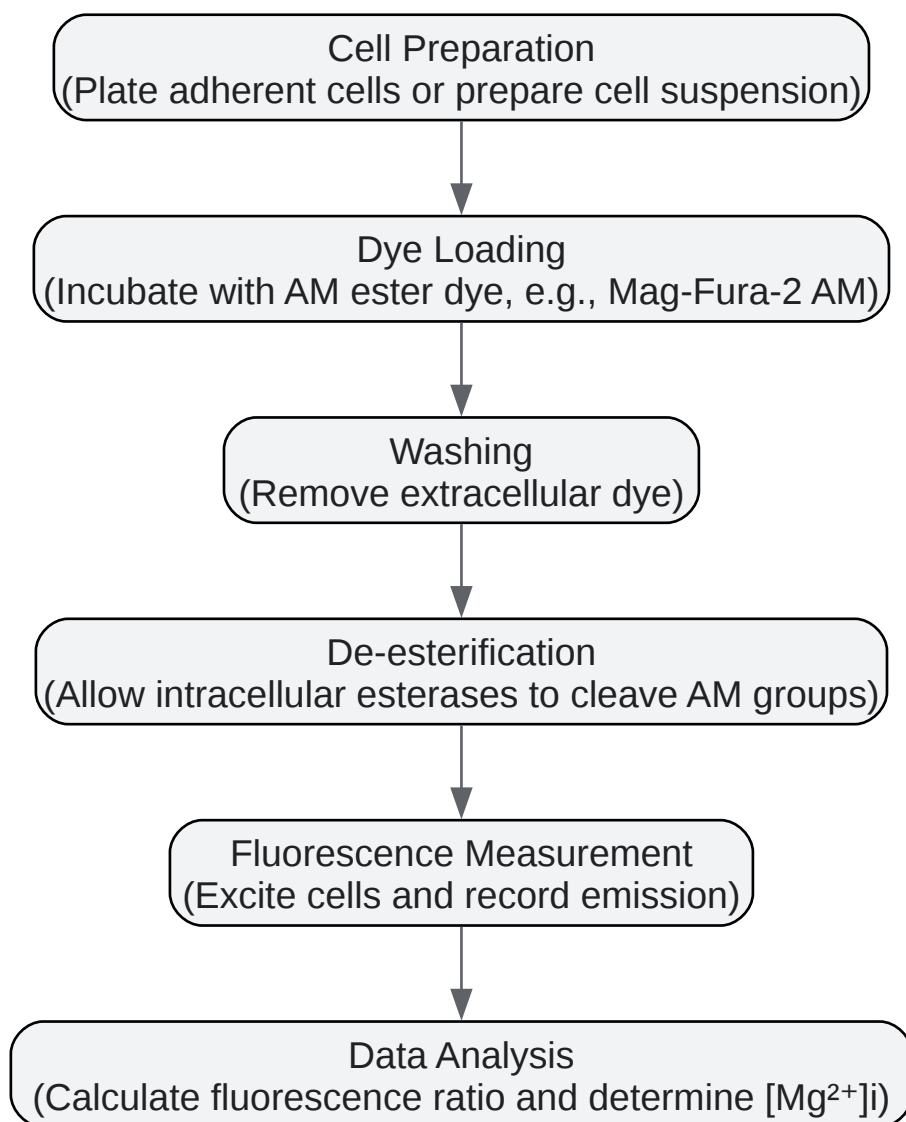 Cell Preparation
(Plate adherent cells or prepare cell suspension)
Dye Loading
(Incubate with AM ester dye, e.g., Mag-Fura-2 AM)
Washing
(Remove extracellular dye)
De-esterification
(Allow intracellular esterases to cleave AM groups)
Fluorescence Measurement
(Excite cells and record emission)
Data Analysis
(Calculate fluorescence ratio and determine [Mg²⁺]i)